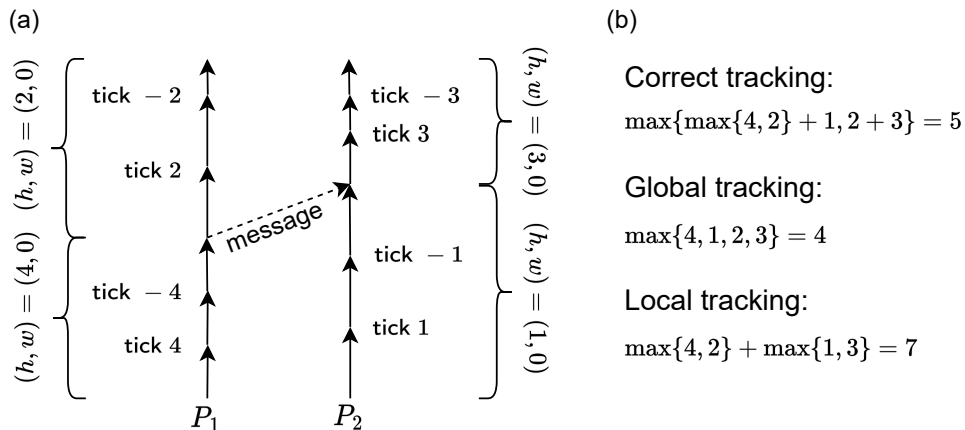 (a)
(h, w) = (2, 0)
(h, w) = (4, 0)
tick − 2
tick 2
tick − 4
tick 4
message
tick − 3
tick 3
tick − 1
tick 1
(h, w) = (3, 0)
(h, w) = (1, 0)
P₁
P₂
(b)
Correct tracking:
max{max{4, 2} + 1, 2 + 3} = 5
Global tracking:
max{4, 1, 2, 3} = 4
Local tracking:
max{4, 2} + max{1, 3} = 7